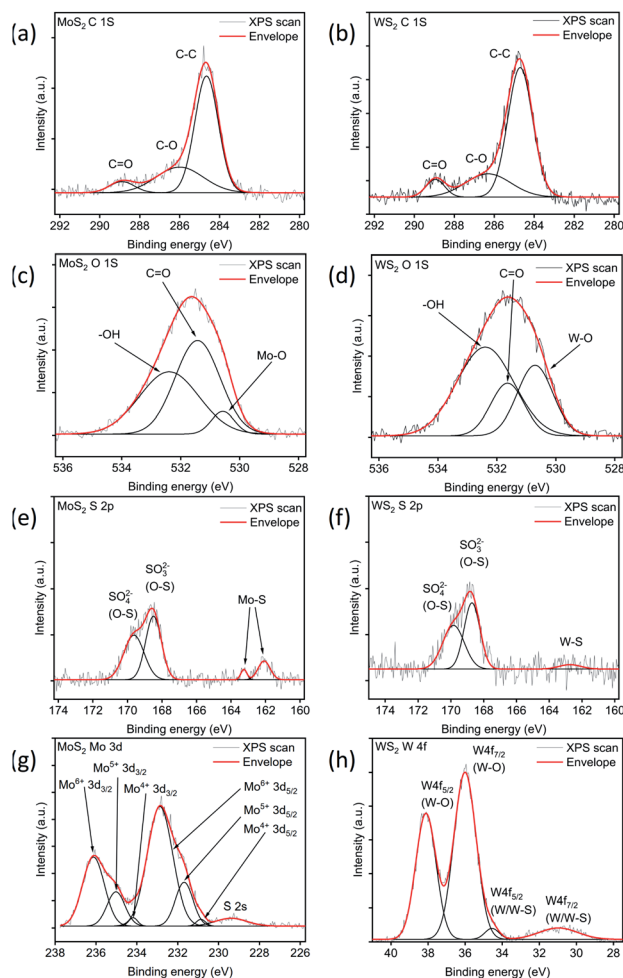 (a)
MoS₂ C 1S
XPS scan
Envelope
C-C
C-O
C=O
Intensity (a.u.)
292 290 288 286 284 282 280
Binding energy (eV)
(b)
WS₂ C 1S
XPS scan
Envelope
C-C
C-O
C=O
Intensity (a.u.)
292 290 288 286 284 282 280
Binding energy (eV)
(c)
MoS₂ O 1S
XPS scan
Envelope
C=O
-OH
Mo-O
Intensity (a.u.)
536 534 532 530 528
Binding energy (eV)
(d)
WS₂ O 1S
XPS scan
Envelope
C=O
-OH
W-O
Intensity (a.u.)
536 534 532 530 528
Binding energy (eV)
(e)
MoS₂ S 2p
XPS scan
Envelope
SO₃²⁻
(O-S)
SO₄²⁻
(O-S)
Mo-S
Intensity (a.u.)
174 172 170 168 166 164 162 160
Binding energy (eV)
(f)
WS₂ S 2p
XPS scan
Envelope
SO₃²⁻
(O-S)
SO₄²⁻
(O-S)
W-S
Intensity (a.u.)
174 172 170 168 166 164 162 160
Binding energy (eV)
(g)
MoS₂ Mo 3d
XPS scan
Envelope
Mo⁵⁺ 3d₃/₂
Mo⁶⁺ 3d₃/₂
Mo⁴⁺ 3d₃/₂
Mo⁶⁺ 3d₅/₂
Mo⁵⁺ 3d₅/₂
Mo⁴⁺ 3d₅/₂
S 2s
Intensity (a.u.)
238 236 234 232 230 228 226
Binding energy (eV)
(h)
WS₂ W 4f
XPS scan
Envelope
W4f₇/₂
(W-O)
W4f₅/₂
(W-O)
W4f₅/₂
(W/W-S)
W4f₇/₂
(W/W-S)
Intensity (a.u.)
40 38 36 34 32 30 28
Binding energy (eV)